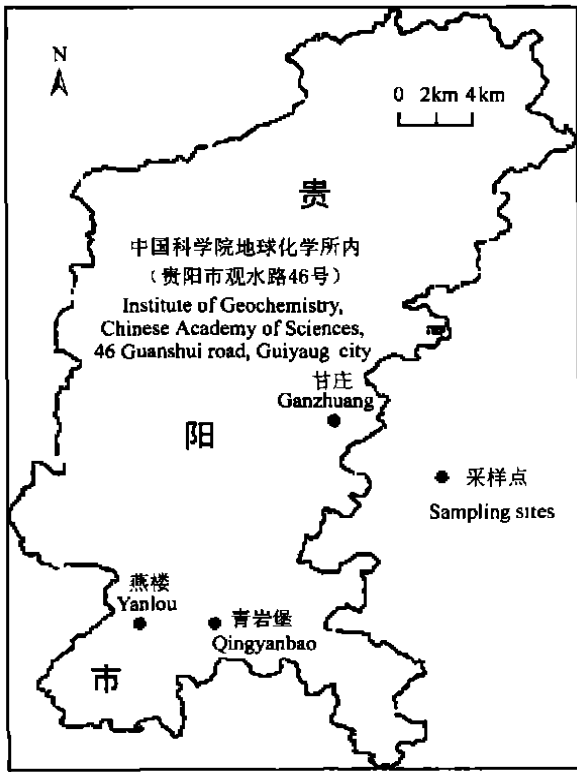 N
0 2km 4km
贵
中国科学院地球化学所内
(贵阳市观水路46号)
Institute of Geochemistry,
Chinese Academy of Sciences,
46 Guanshui road, Guiyaug city
甘庄
Ganzhuang
阳
采样点
Sampling sites
燕楼
Yanlou
青岩堡
Qingyanbao
市